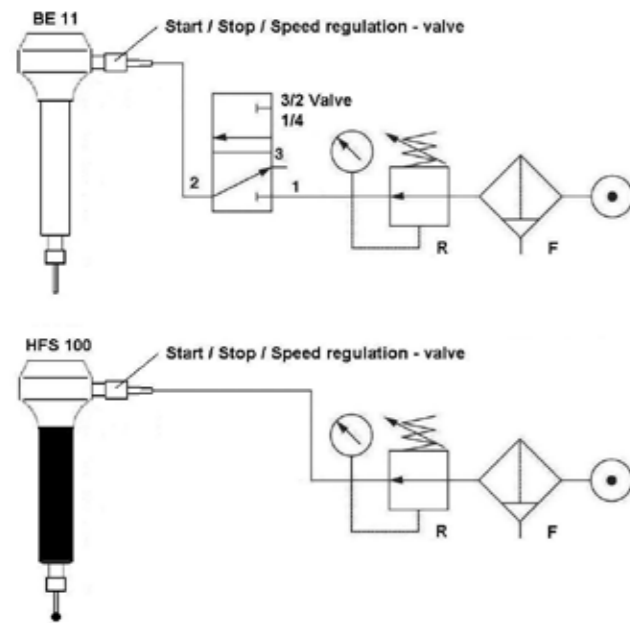 BE 11
Start / Stop / Speed regulation - valve
3/2 Valve
1/4
3
2
1
R
F
HFS 100
Start / Stop / Speed regulation - valve
R
F